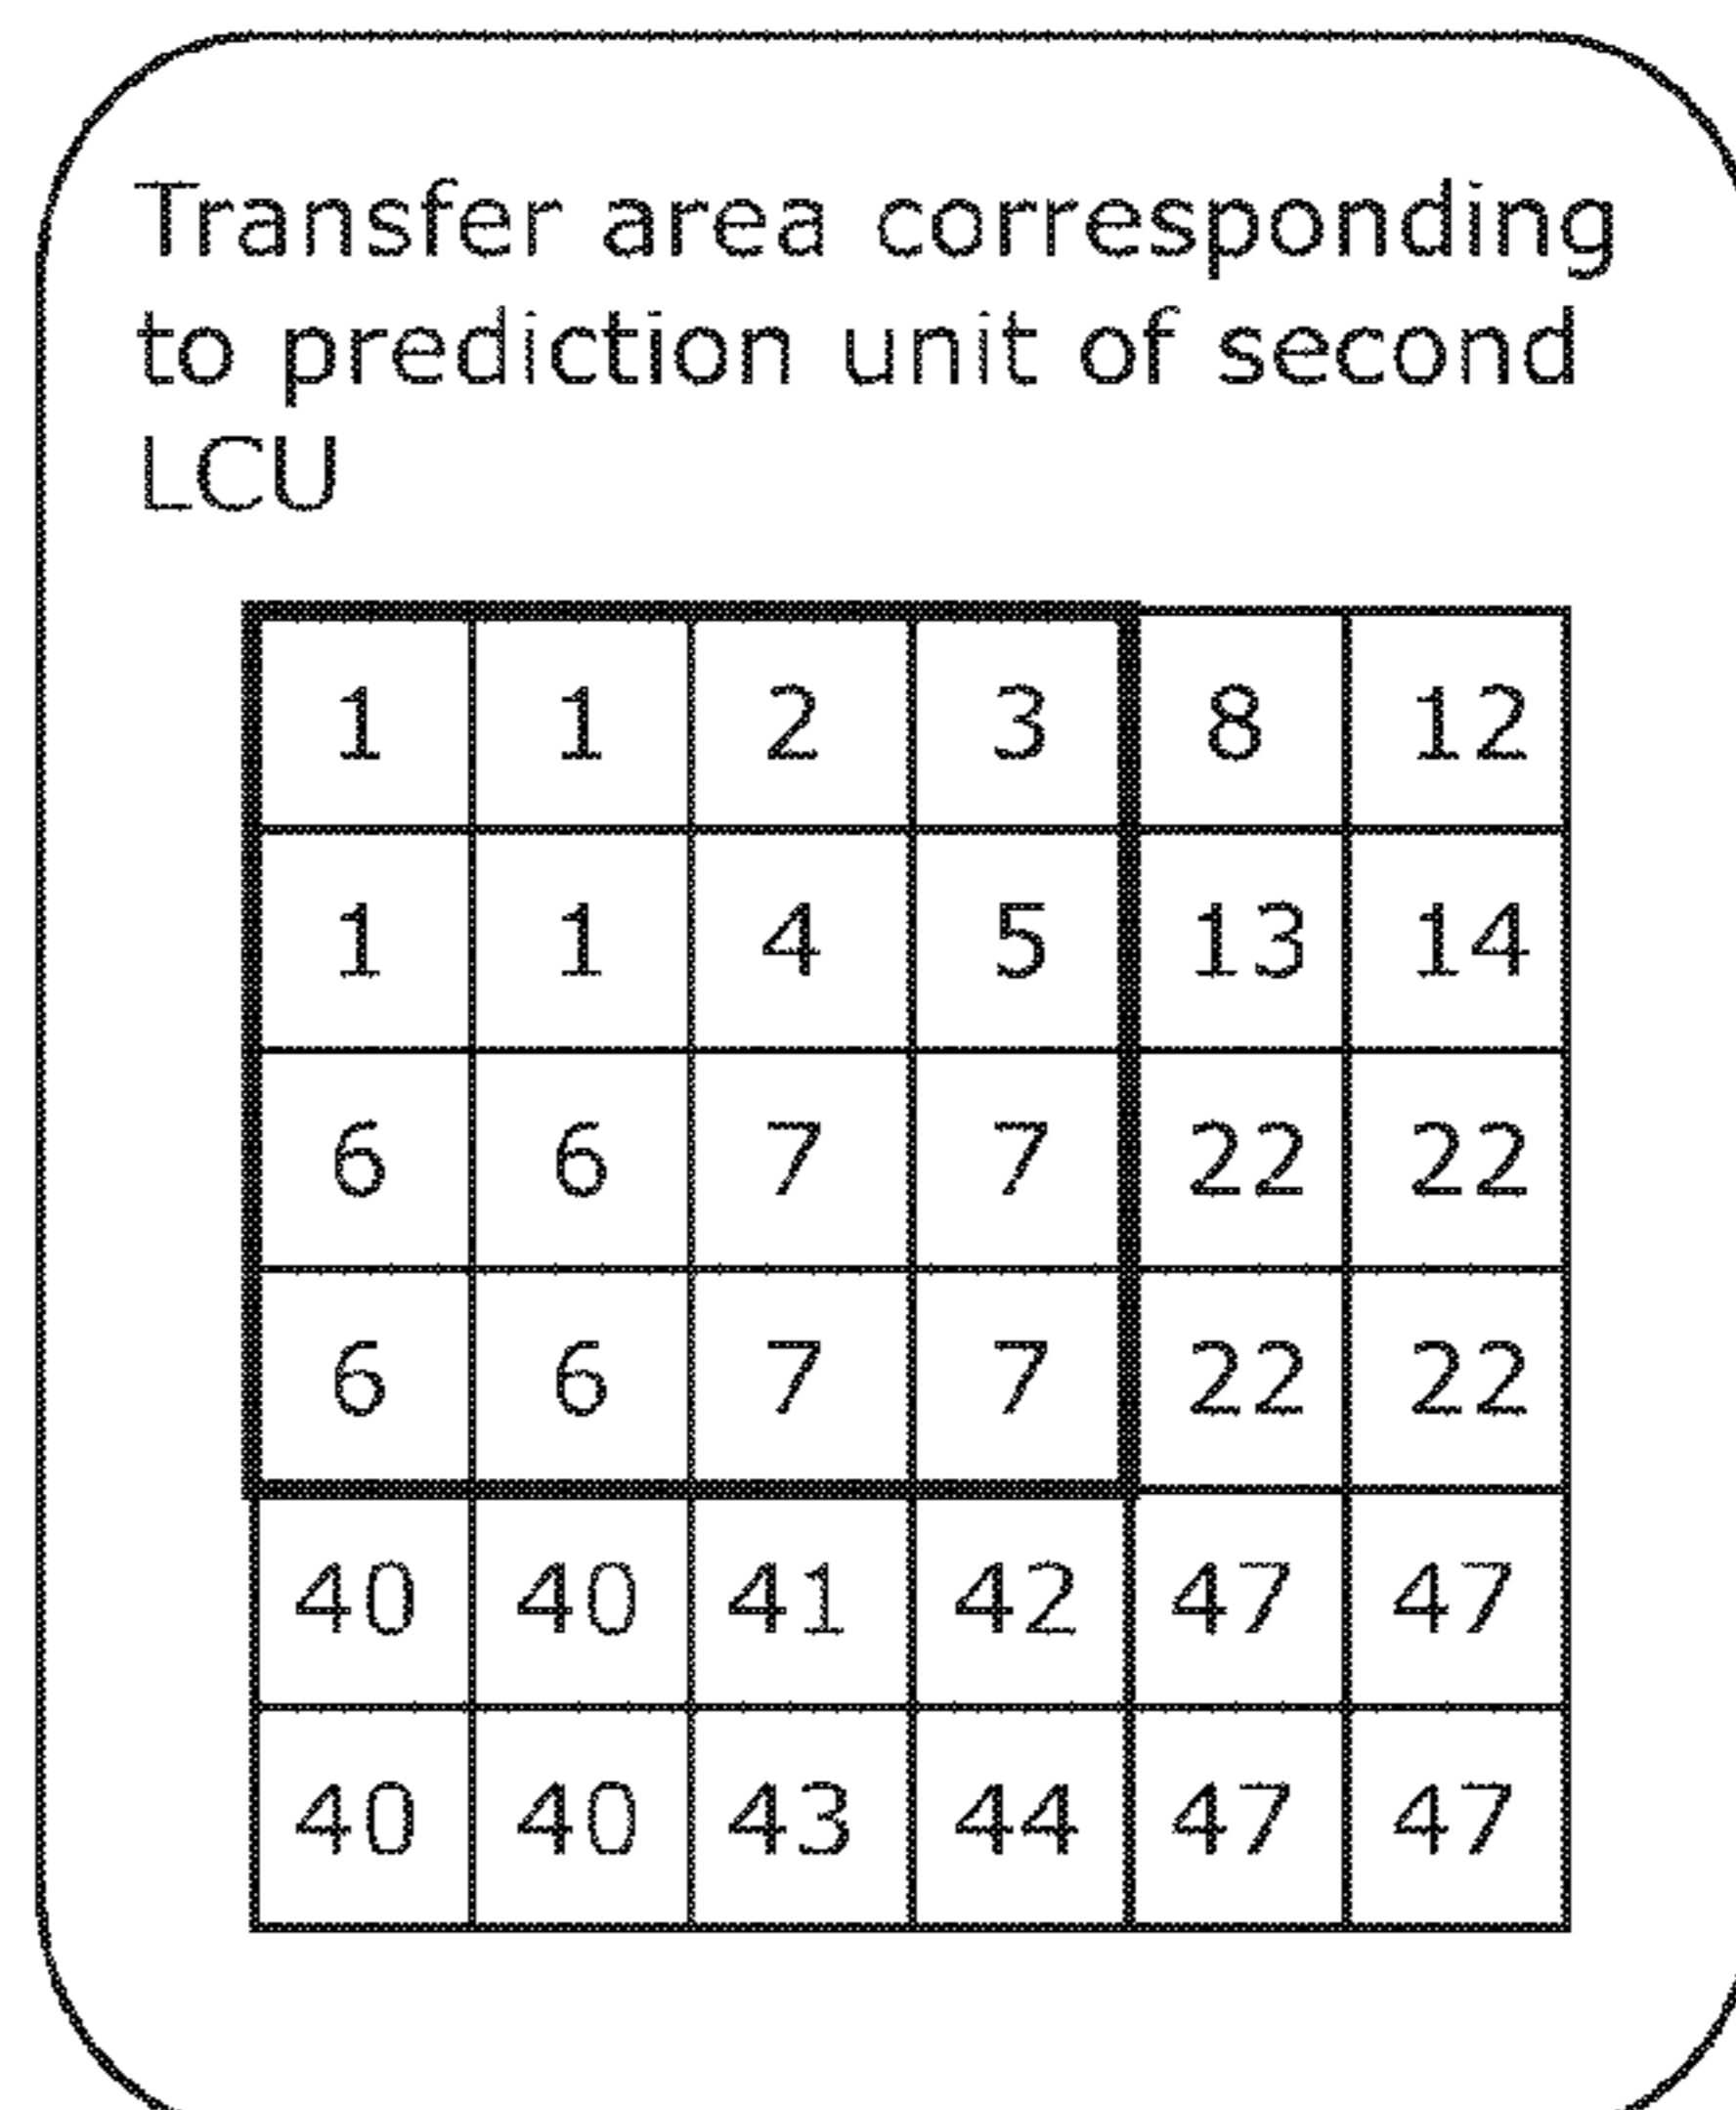 Transfer area corresponding
to prediction unit of second
LCU
1 1 2 3 8 12
1 1 4 5 13 14
6 6 7 7 22 22
6 6 7 7 22 22
40 40 41 42 47 47
40 40 43 44 47 47